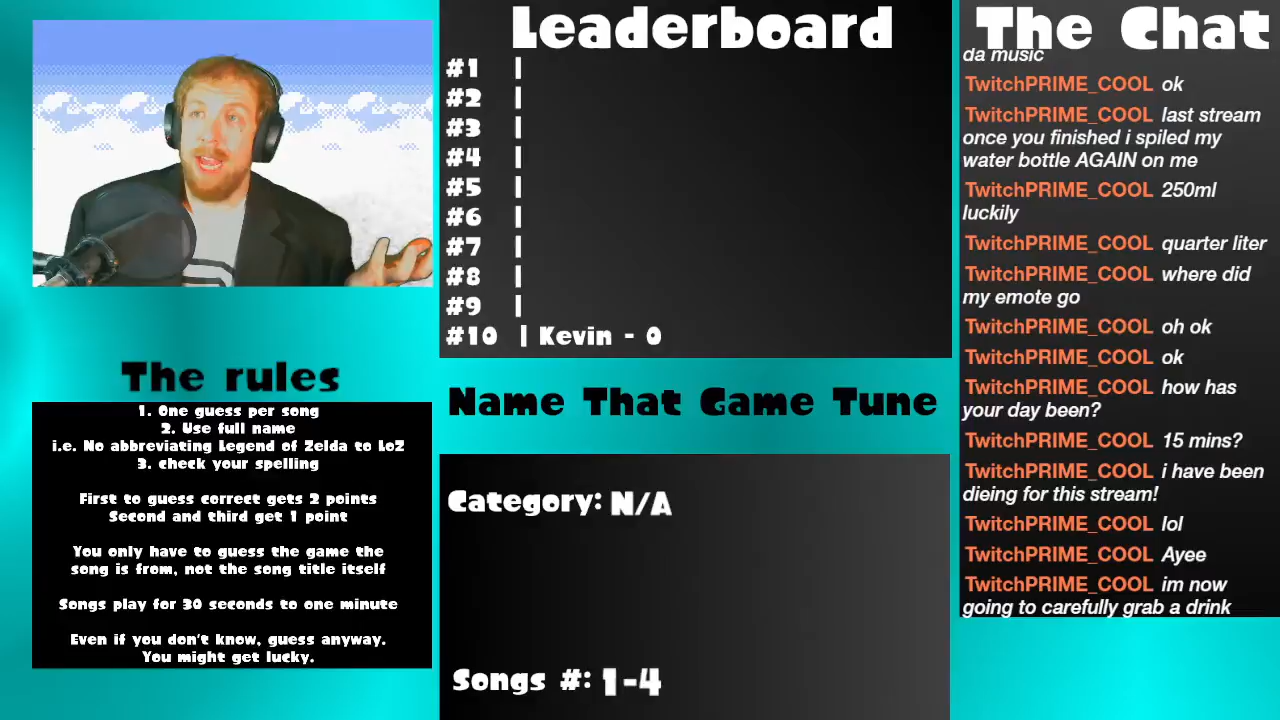 Leaderboard
#1 |
#2 |
#3 |
#4 |
#5 |
#6 |
#7 |
#8 |
#9 |
#10 | Kevin - 0
The rules
1. One guess per song
2. Use full name
i.e. No abbreviating Legend of Zelda to LoZ
3. check your spelling
First to guess correct gets 2 points
Second and third get 1 point
You only have to guess the game the
song is from, not the song title itself
Songs play for 30 seconds to one minute
Even if you don't know, guess anyway.
You might get lucky.
Name That Game Tune
Category: N/A
Songs #: 1-4
The Chat
da music
TwitchPRIME_COOL ok
TwitchPRIME_COOL last stream
once you finished i spiled my
water bottle AGAIN on me
TwitchPRIME_COOL 250ml
luckily
TwitchPRIME_COOL quarter liter
TwitchPRIME_COOL where did
my emote go
TwitchPRIME_COOL oh ok
TwitchPRIME_COOL ok
TwitchPRIME_COOL how has
your day been?
TwitchPRIME_COOL 15 mins?
TwitchPRIME_COOL i have been
dieing for this stream!
TwitchPRIME_COOL lol
TwitchPRIME_COOL Ayee
TwitchPRIME_COOL im now
going to carefully grab a drink